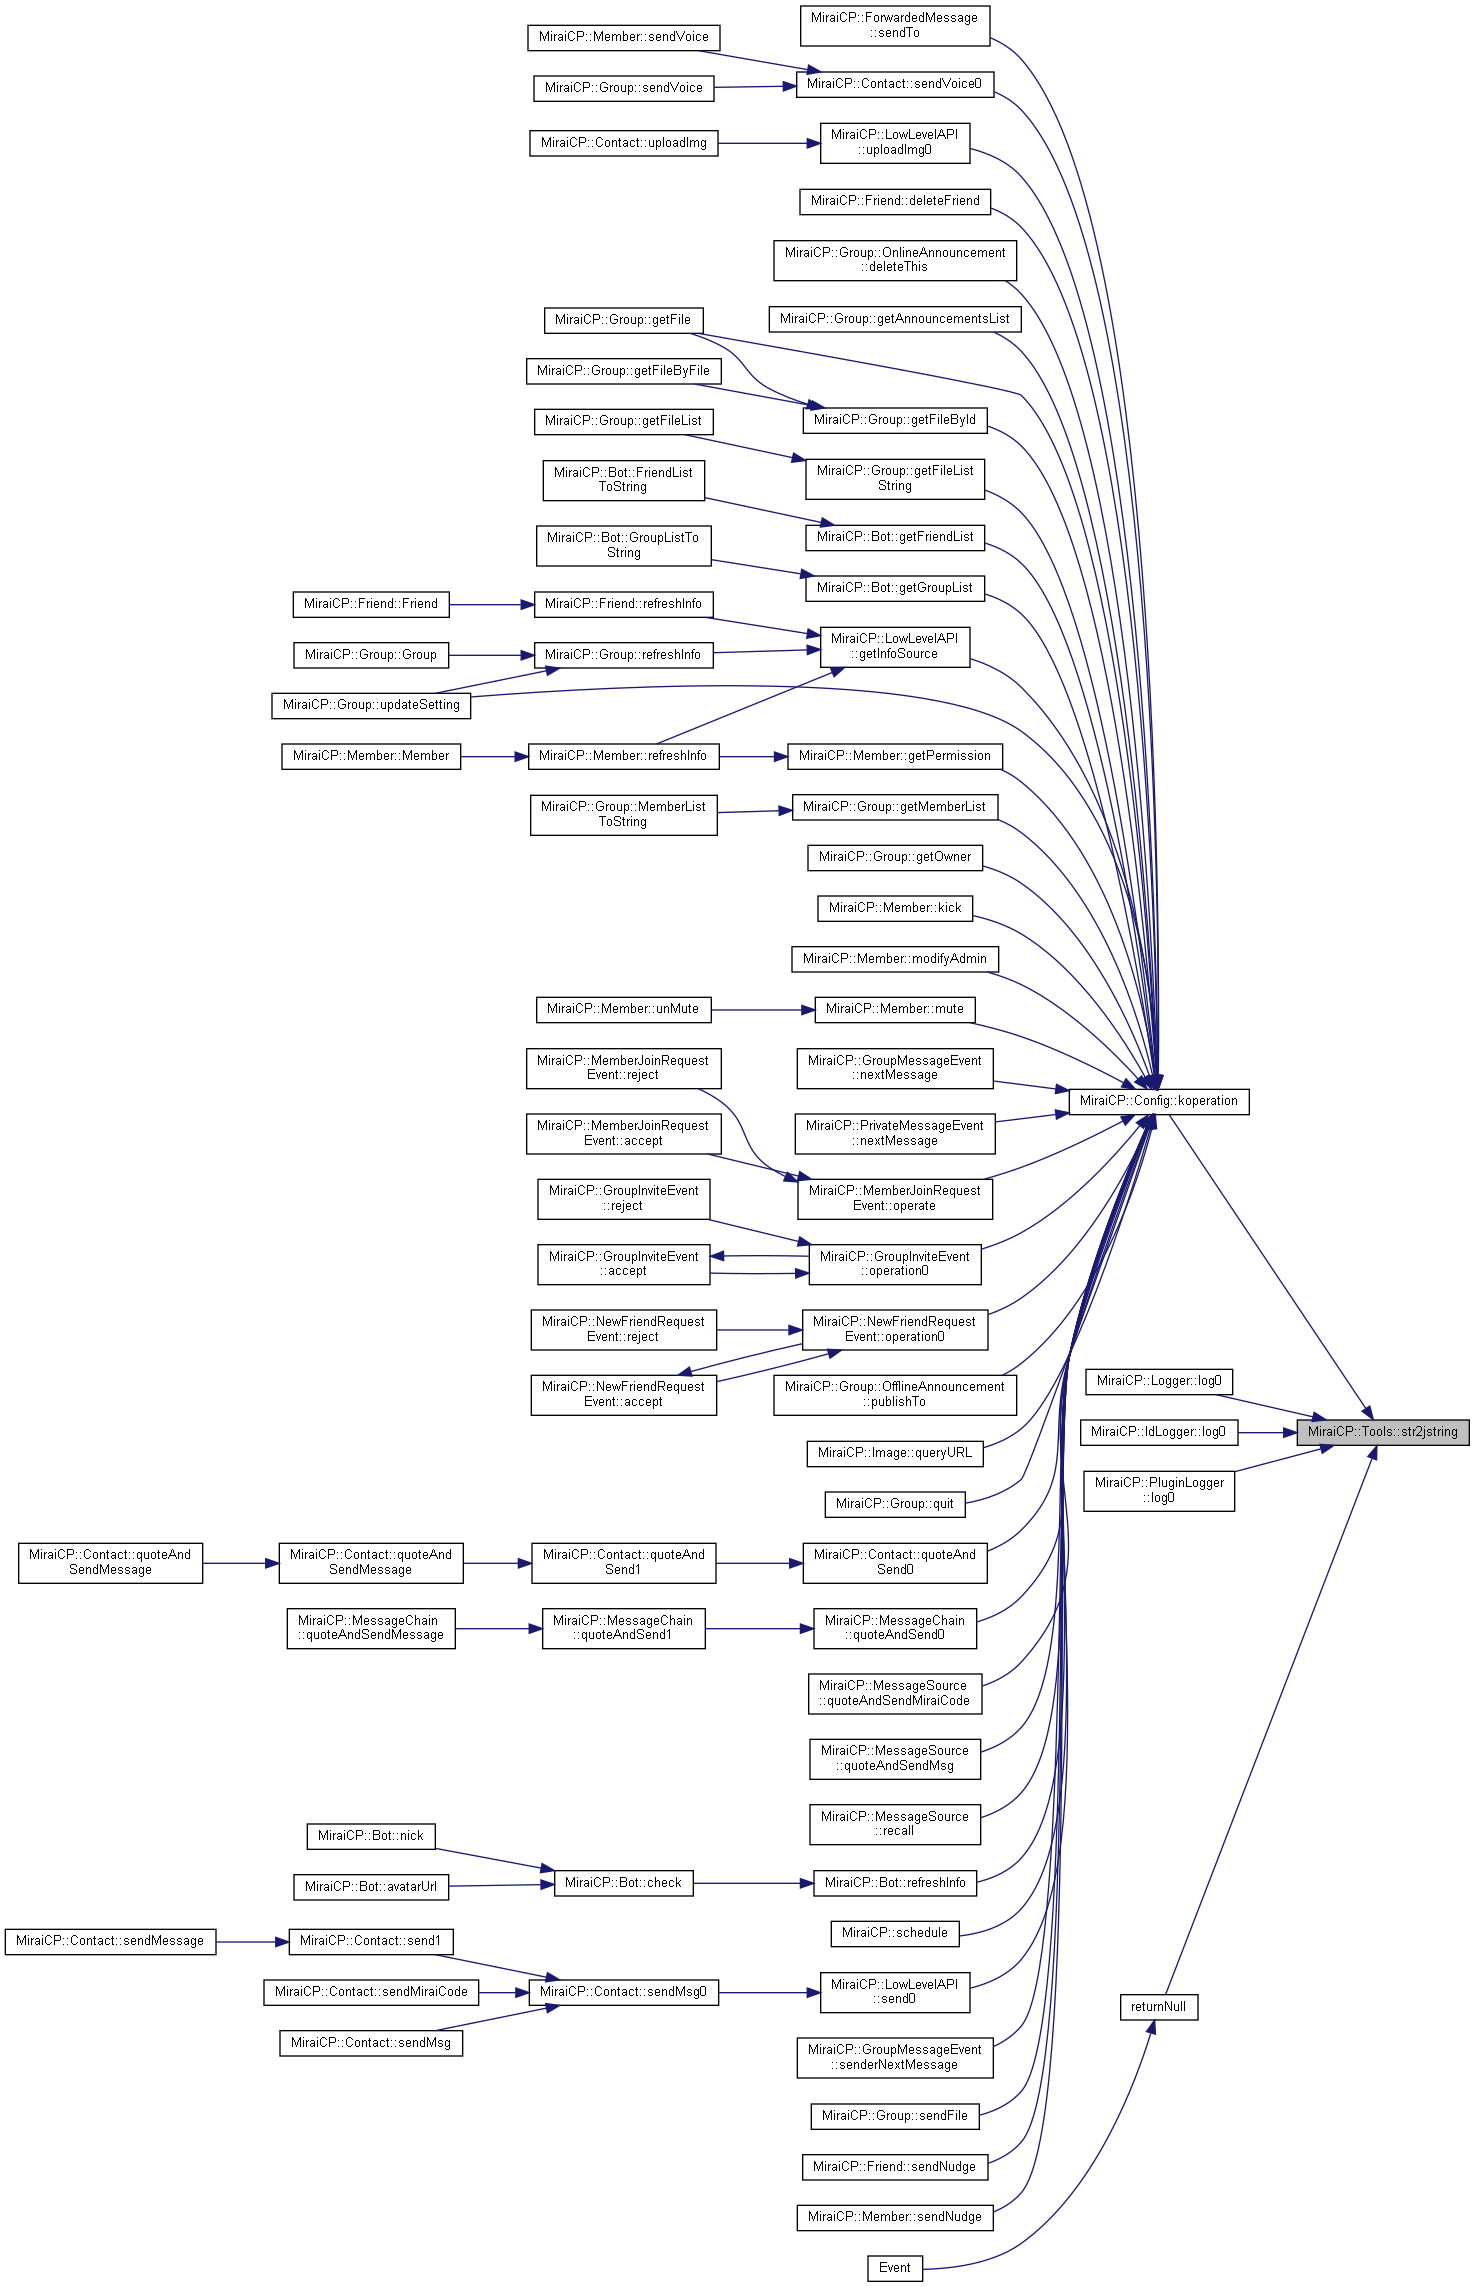 MiraiCP::ForwardedMessage
::sendTo
MiraiCP::Member::sendVoice
MiraiCP::Contact::sendVoice0
MiraiCP::Group::sendVoice
MiraiCP::LowLevelAPI
::uploadImg0
MiraiCP::Contact::uploadImg
MiraiCP::Friend::deleteFriend
MiraiCP::Group::OnlineAnnouncement
::deleteThis
MiraiCP::Group::getFile
MiraiCP::Group::getAnnouncementsList
MiraiCP::Group::getFileByFile
MiraiCP::Group::getFileById
MiraiCP::Group::getFileList
MiraiCP::Group::getFileList
String
MiraiCP::Bot::FriendList
ToString
MiraiCP::Bot::getFriendList
MiraiCP::Bot::GroupListTo
String
MiraiCP::Bot::getGroupList
MiraiCP::Friend::Friend
MiraiCP::Friend::refreshInfo
MiraiCP::LowLevelAPI
::getInfoSource
MiraiCP::Group::Group
MiraiCP::Group::refreshInfo
MiraiCP::Group::updateSetting
MiraiCP::Member::Member
MiraiCP::Member::refreshInfo
MiraiCP::Member::getPermission
MiraiCP::Group::MemberList
ToString
MiraiCP::Group::getMemberList
MiraiCP::Group::getOwner
MiraiCP::Member::kick
MiraiCP::Member::modifyAdmin
MiraiCP::Member::unMute
MiraiCP::Member::mute
MiraiCP::MemberJoinRequest
Event::reject
MiraiCP::GroupMessageEvent
::nextMessage
MiraiCP::Config::koperation
MiraiCP::MemberJoinRequest
Event::accept
MiraiCP::PrivateMessageEvent
::nextMessage
MiraiCP::GroupInviteEvent
::reject
MiraiCP::MemberJoinRequest
Event::operate
MiraiCP::GroupInviteEvent
::accept
MiraiCP::GroupInviteEvent
::operation0
MiraiCP::NewFriendRequest
Event::reject
MiraiCP::NewFriendRequest
Event::operation0
MiraiCP::NewFriendRequest
Event::accept
MiraiCP::Group::OfflineAnnouncement
::publishTo
MiraiCP::Logger::log0
MiraiCP::IdLogger::log0
MiraiCP::Tools::str2jstring
MiraiCP::Image::queryURL
MiraiCP::PluginLogger
::log0
MiraiCP::Group::quit
MiraiCP::Contact::quoteAnd
SendMessage
MiraiCP::Contact::quoteAnd
SendMessage
MiraiCP::Contact::quoteAnd
Send1
MiraiCP::Contact::quoteAnd
Send0
MiraiCP::MessageChain
::quoteAndSendMessage
MiraiCP::MessageChain
::quoteAndSend1
MiraiCP::MessageChain
::quoteAndSend0
MiraiCP::MessageSource
::quoteAndSendMiraiCode
MiraiCP::MessageSource
::quoteAndSendMsg
MiraiCP::MessageSource
::recall
MiraiCP::Bot::nick
MiraiCP::Bot::avatarUrl
MiraiCP::Bot::check
MiraiCP::Bot::refreshInfo
MiraiCP::schedule
MiraiCP::Contact::sendMessage
MiraiCP::Contact::send1
MiraiCP::Contact::sendMiraiCode
MiraiCP::Contact::sendMsg0
MiraiCP::LowLevelAPI
::send0
returnNull
MiraiCP::Contact::sendMsg
MiraiCP::GroupMessageEvent
::senderNextMessage
MiraiCP::Group::sendFile
MiraiCP::Friend::sendNudge
MiraiCP::Member::sendNudge
Event